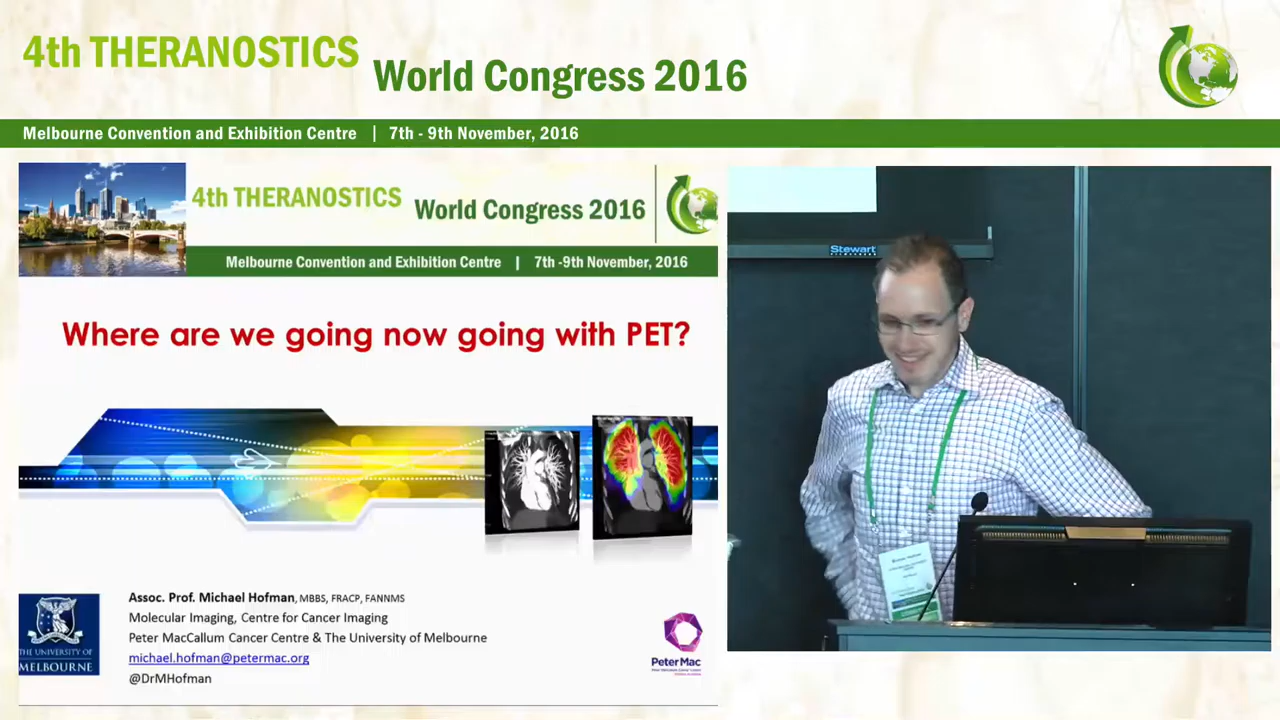 4th THERANOSTICS
World Congress 2016
Melbourne Convention and Exhibition Centre | 7th - 9th November, 2016
4th THERANOSTICS
World Congress 2016
Melbourne Convention and Exhibition Centre | 7th -9th November, 2016
Where are we going now going with PET?
Assoc. Prof. Michael Hofman, MBBS, FRACP, FANNMS
Molecular Imaging, Centre for Cancer Imaging
Peter MacCallum Cancer Centre & The University of Melbourne
michael.hofman@petermac.org
@DrMHofman
THE UNIVERSITY OF
MELBOURNE
Peter Mac
Stewart